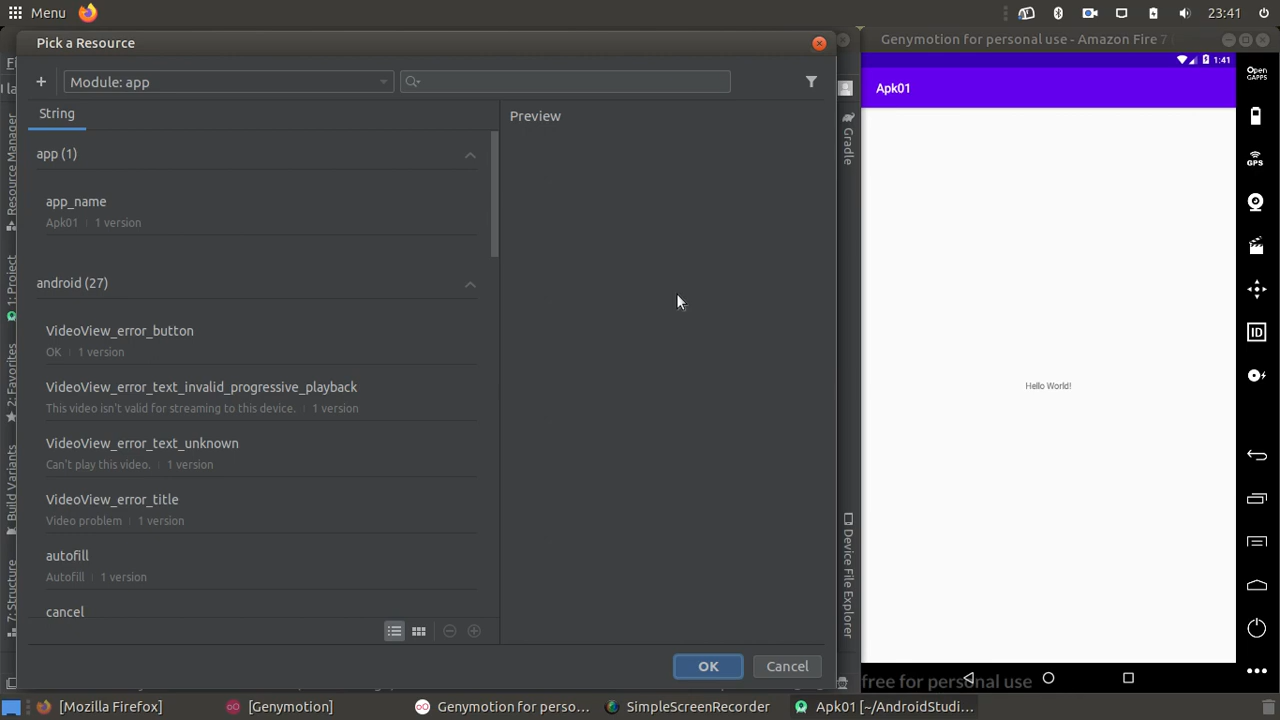 Menu
23:41
Pick a Resource
Genymotion for personal use - Amazon Fire 7
Module: app
String
Preview
app (1)
app_name
Apk01 | 1 version
android (27)
VideoView_error_button
OK | 1 version
VideoView_error_text_invalid_progressive_playback
This video isn't valid for streaming to this device. | 1 version
VideoView_error_text_unknown
Can't play this video. | 1 version
VideoView_error_title
Video problem | 1 version
autofill
Autofill | 1 version
cancel
OK
Cancel
Resource Manager
1: Project
2: Favorites
Build Variants
7: Structure
Gradle
Device File Explorer
1:41
Apk01
Hello World!
free for personal use
Open
GAPPS
GPS
ID
[Mozilla Firefox]
[Genymotion]
Genymotion for perso...
SimpleScreenRecorder
Apk01 [~/AndroidStudi...